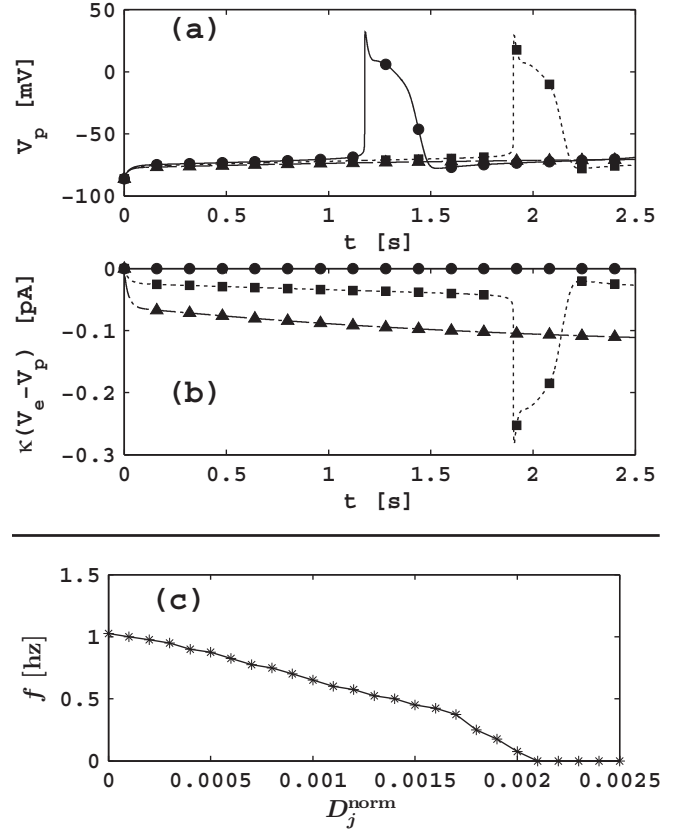 50
0
−50
−100
V_p [mV]
(a)
0 0.5 1 1.5 2 2.5
t [s]
0
−0.1
−0.2
−0.3
κ(V_e−V_p) [pA]
(b)
0 0.5 1 1.5 2 2.5
t [s]
1.5
1
0.5
0
f [hz]
(c)
0 0.0005 0.001 0.0015 0.002 0.0025
D_j^norm